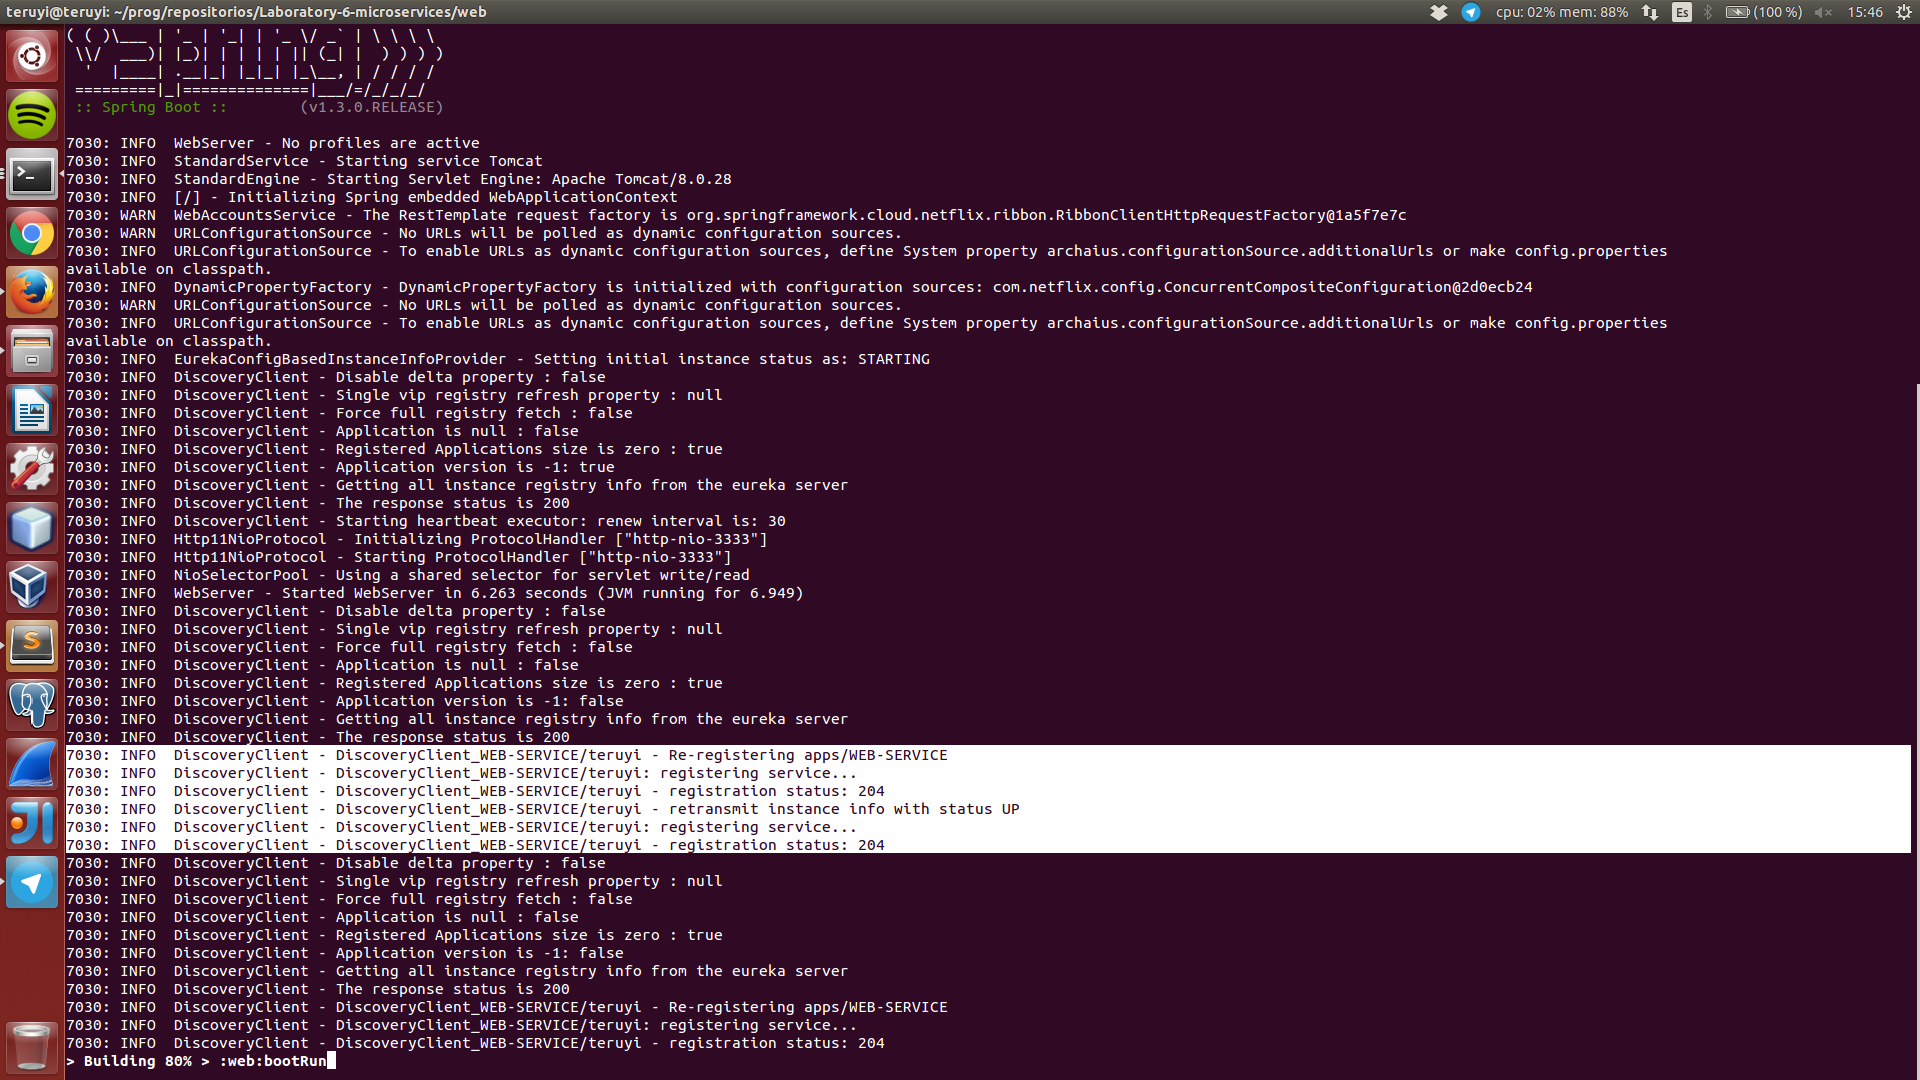 teruyi@teruyi: ~/prog/repositorios/Laboratory-6-microservices/web
cpu: 02% mem: 88% Es (100 %) 15:46
( ( )\___ | '_ | '_| | '_ \/ _` | \ \ \ \
 \\/  ___)| |_)| | | | | || (_| |  ) ) ) )
  '  |____| .__|_| |_|_| |_\__, | / / / /
 =========|_|==============|___/=/_/_/_/
 :: Spring Boot ::        (v1.3.0.RELEASE)
7030: INFO  WebServer - No profiles are active
7030: INFO  StandardService - Starting service Tomcat
7030: INFO  StandardEngine - Starting Servlet Engine: Apache Tomcat/8.0.28
7030: INFO  [/] - Initializing Spring embedded WebApplicationContext
7030: WARN  WebAccountsService - The RestTemplate request factory is org.springframework.cloud.netflix.ribbon.RibbonClientHttpRequestFactory@1a5f7e7c
7030: WARN  URLConfigurationSource - No URLs will be polled as dynamic configuration sources.
7030: INFO  URLConfigurationSource - To enable URLs as dynamic configuration sources, define System property archaius.configurationSource.additionalUrls or make config.properties
available on classpath.
7030: INFO  DynamicPropertyFactory - DynamicPropertyFactory is initialized with configuration sources: com.netflix.config.ConcurrentCompositeConfiguration@2d0ecb24
7030: WARN  URLConfigurationSource - No URLs will be polled as dynamic configuration sources.
7030: INFO  URLConfigurationSource - To enable URLs as dynamic configuration sources, define System property archaius.configurationSource.additionalUrls or make config.properties
available on classpath.
7030: INFO  EurekaConfigBasedInstanceInfoProvider - Setting initial instance status as: STARTING
7030: INFO  DiscoveryClient - Disable delta property : false
7030: INFO  DiscoveryClient - Single vip registry refresh property : null
7030: INFO  DiscoveryClient - Force full registry fetch : false
7030: INFO  DiscoveryClient - Application is null : false
7030: INFO  DiscoveryClient - Registered Applications size is zero : true
7030: INFO  DiscoveryClient - Application version is -1: true
7030: INFO  DiscoveryClient - Getting all instance registry info from the eureka server
7030: INFO  DiscoveryClient - The response status is 200
7030: INFO  DiscoveryClient - Starting heartbeat executor: renew interval is: 30
7030: INFO  Http11NioProtocol - Initializing ProtocolHandler ["http-nio-3333"]
7030: INFO  Http11NioProtocol - Starting ProtocolHandler ["http-nio-3333"]
7030: INFO  NioSelectorPool - Using a shared selector for servlet write/read
7030: INFO  WebServer - Started WebServer in 6.263 seconds (JVM running for 6.949)
7030: INFO  DiscoveryClient - Disable delta property : false
7030: INFO  DiscoveryClient - Single vip registry refresh property : null
7030: INFO  DiscoveryClient - Force full registry fetch : false
7030: INFO  DiscoveryClient - Application is null : false
7030: INFO  DiscoveryClient - Registered Applications size is zero : true
7030: INFO  DiscoveryClient - Application version is -1: false
7030: INFO  DiscoveryClient - Getting all instance registry info from the eureka server
7030: INFO  DiscoveryClient - The response status is 200
7030: INFO  DiscoveryClient - DiscoveryClient_WEB-SERVICE/teruyi - Re-registering apps/WEB-SERVICE
7030: INFO  DiscoveryClient - DiscoveryClient_WEB-SERVICE/teruyi: registering service...
7030: INFO  DiscoveryClient - DiscoveryClient_WEB-SERVICE/teruyi - registration status: 204
7030: INFO  DiscoveryClient - DiscoveryClient_WEB-SERVICE/teruyi - retransmit instance info with status UP
7030: INFO  DiscoveryClient - DiscoveryClient_WEB-SERVICE/teruyi: registering service...
7030: INFO  DiscoveryClient - DiscoveryClient_WEB-SERVICE/teruyi - registration status: 204
7030: INFO  DiscoveryClient - Disable delta property : false
7030: INFO  DiscoveryClient - Single vip registry refresh property : null
7030: INFO  DiscoveryClient - Force full registry fetch : false
7030: INFO  DiscoveryClient - Application is null : false
7030: INFO  DiscoveryClient - Registered Applications size is zero : true
7030: INFO  DiscoveryClient - Application version is -1: false
7030: INFO  DiscoveryClient - Getting all instance registry info from the eureka server
7030: INFO  DiscoveryClient - The response status is 200
7030: INFO  DiscoveryClient - DiscoveryClient_WEB-SERVICE/teruyi - Re-registering apps/WEB-SERVICE
7030: INFO  DiscoveryClient - DiscoveryClient_WEB-SERVICE/teruyi: registering service...
7030: INFO  DiscoveryClient - DiscoveryClient_WEB-SERVICE/teruyi - registration status: 204
> Building 80% > :web:bootRun